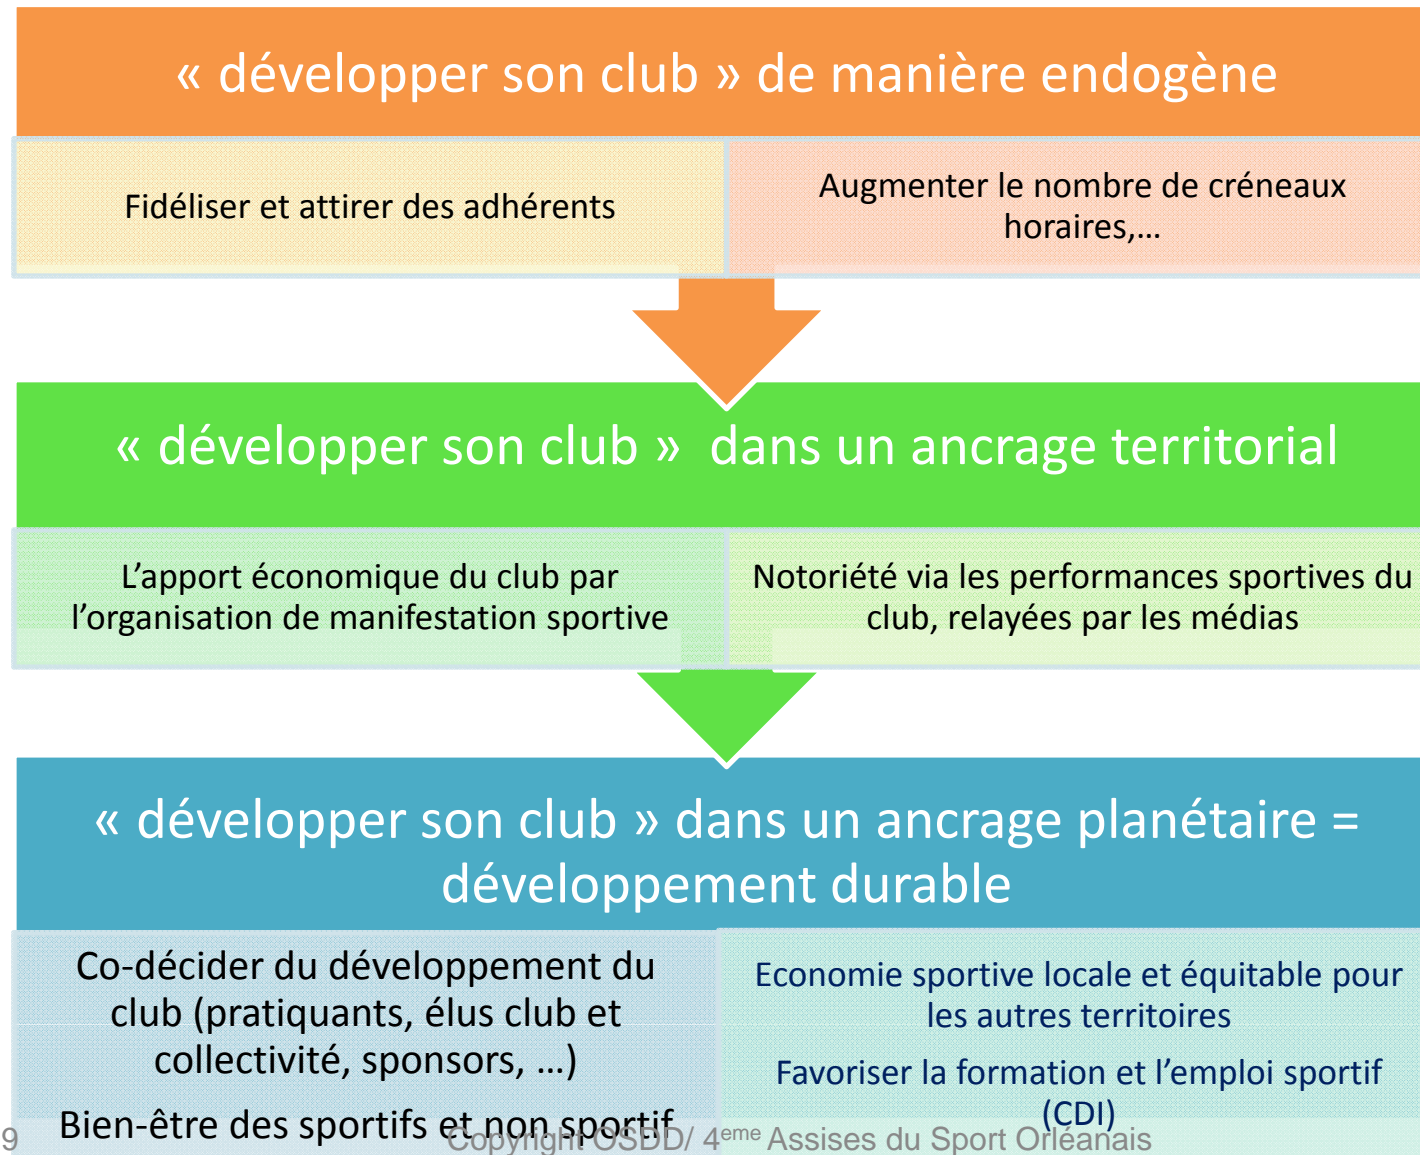 « développer son club » de manière endogène
Fidéliser et attirer des adhérents
Augmenter le nombre de créneaux
horaires,…
« développer son club » dans un ancrage territorial
L’apport économique du club par
l’organisation de manifestation sportive
Notoriété via les performances sportives du
club, relayées par les médias
« développer son club » dans un ancrage planétaire =
développement durable
Co-décider du développement du
club (pratiquants, élus club et
collectivité, sponsors, …)
Bien-être des sportifs et non sportif
Economie sportive locale et équitable pour
les autres territoires
Favoriser la formation et l’emploi sportif
(CDI)
9
Copyright OSDD/ 4eme Assises du Sport Orléanais